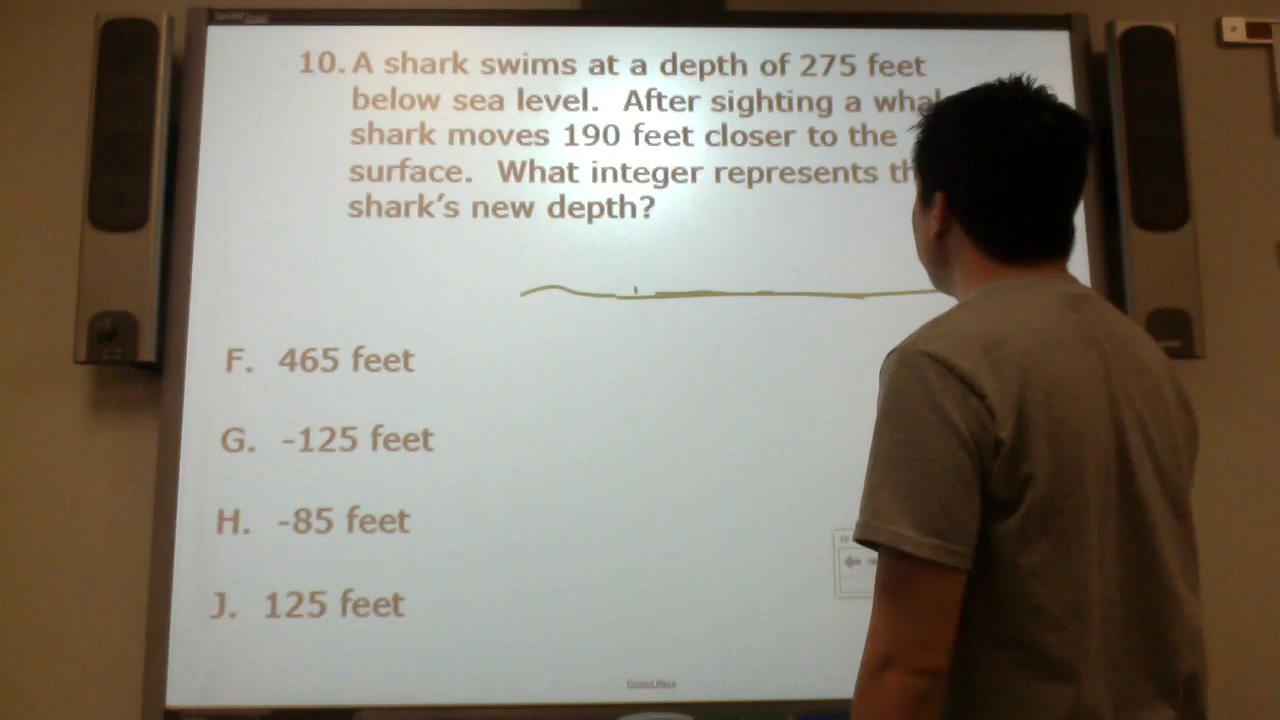 10. A shark swims at a depth of 275 feet
below sea level. After sighting a
shark moves 190 feet closer to the
surface. What integer represents
shark's new depth?
F. 465 feet
G. -125 feet
H. -85 feet
J. 125 feet